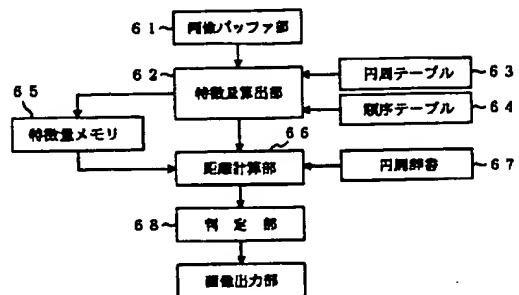 61 画像バッファ部
62 特徴量算出部
円周テーブル 63
順序テーブル 64
65
特徴量メモリ
66
距離計算部
円周辞書 67
68 判定部
画像出力部